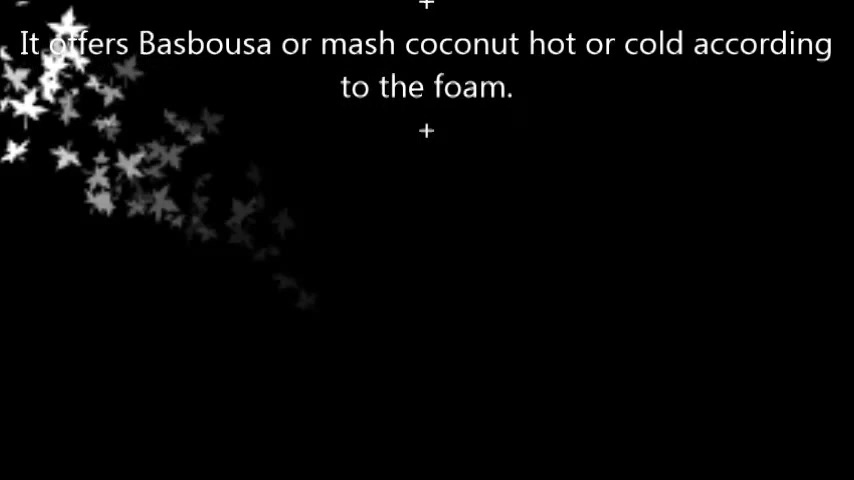 +
It offers Basbousa or mash coconut hot or cold according
to the foam.
+